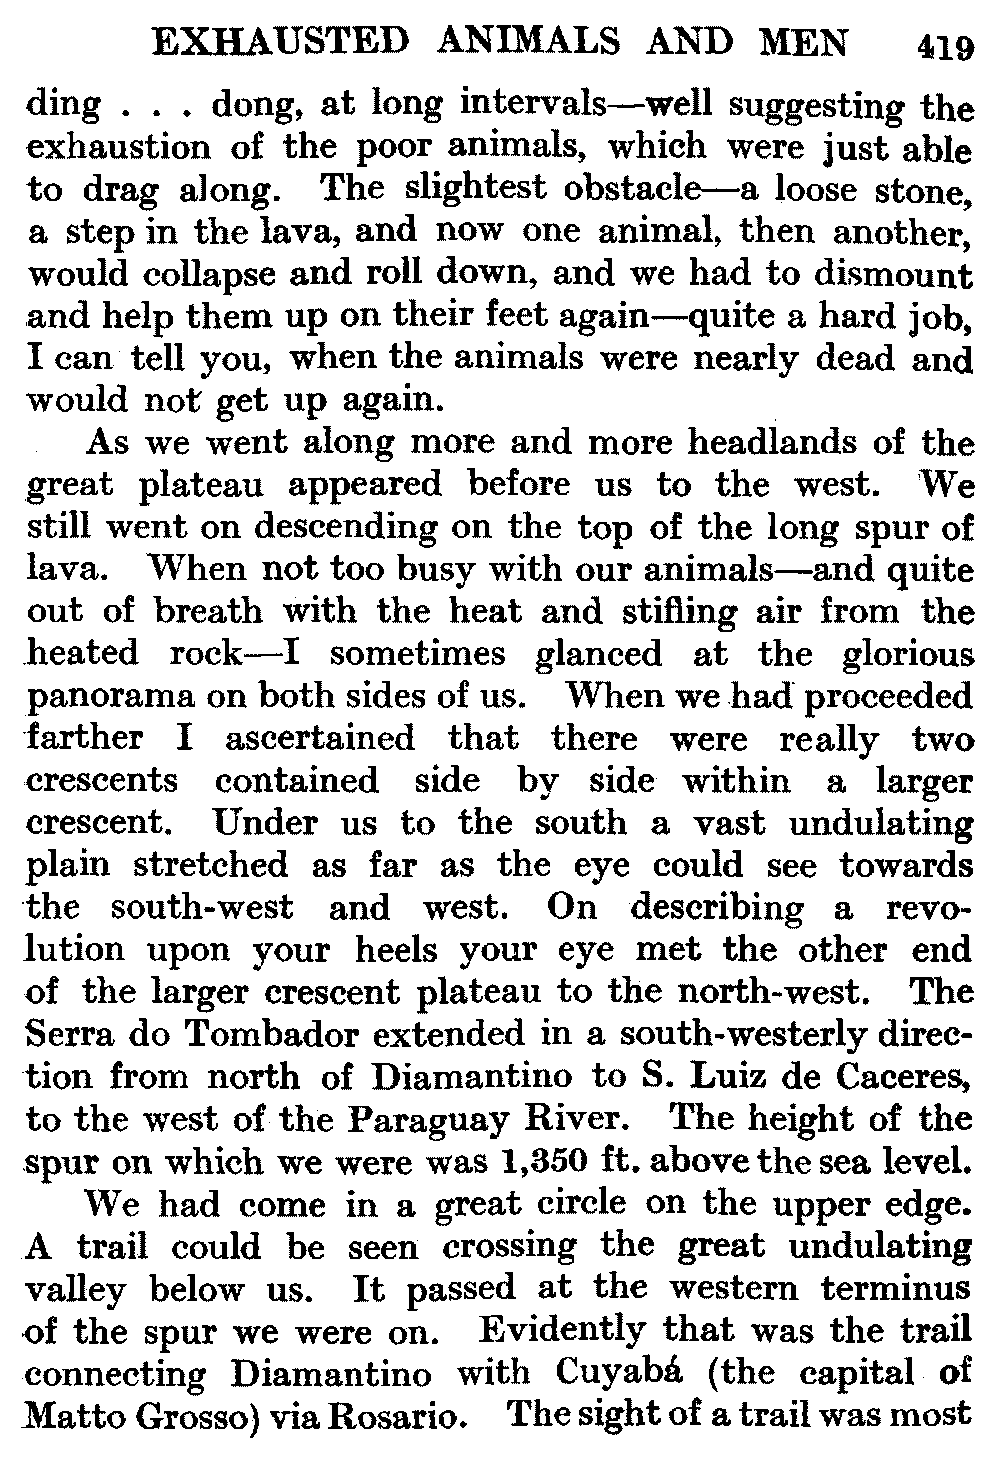 EXHAUSTED ANIMALS AND MEN 419
ding . . . dong, at long intervals—well suggesting the
exhaustion of the poor animals, which were just able
to drag along. The slightest obstacle—a loose stone,
a step in the lava, and now one animal, then another,
would collapse and roll down, and we had to dismount
and help them up on their feet again—quite a hard job,
I can tell you, when the animals were nearly dead and
would not get up again.
As we went along more and more headlands of the
great plateau appeared before us to the west. We
still went on descending on the top of the long spur of
lava. When not too busy with our animals—and quite
out of breath with the heat and stifling air from the
heated rock—I sometimes glanced at the glorious
panorama on both sides of us. When we had proceeded
farther I ascertained that there were really two
crescents contained side by side within a larger
crescent. Under us to the south a vast undulating
plain stretched as far as the eye could see towards
the south-west and west. On describing a revo-
lution upon your heels your eye met the other end
of the larger crescent plateau to the north-west. The
Serra do Tombador extended in a south-westerly direc-
tion from north of Diamantino to S. Luiz de Caceres,
to the west of the Paraguay River. The height of the
spur on which we were was 1,350 ft. above the sea level.
We had come in a great circle on the upper edge.
A trail could be seen crossing the great undulating
valley below us. It passed at the western terminus
of the spur we were on. Evidently that was the trail
connecting Diamantino with Cuyabá (the capital of
Matto Grosso) via Rosario. The sight of a trail was most